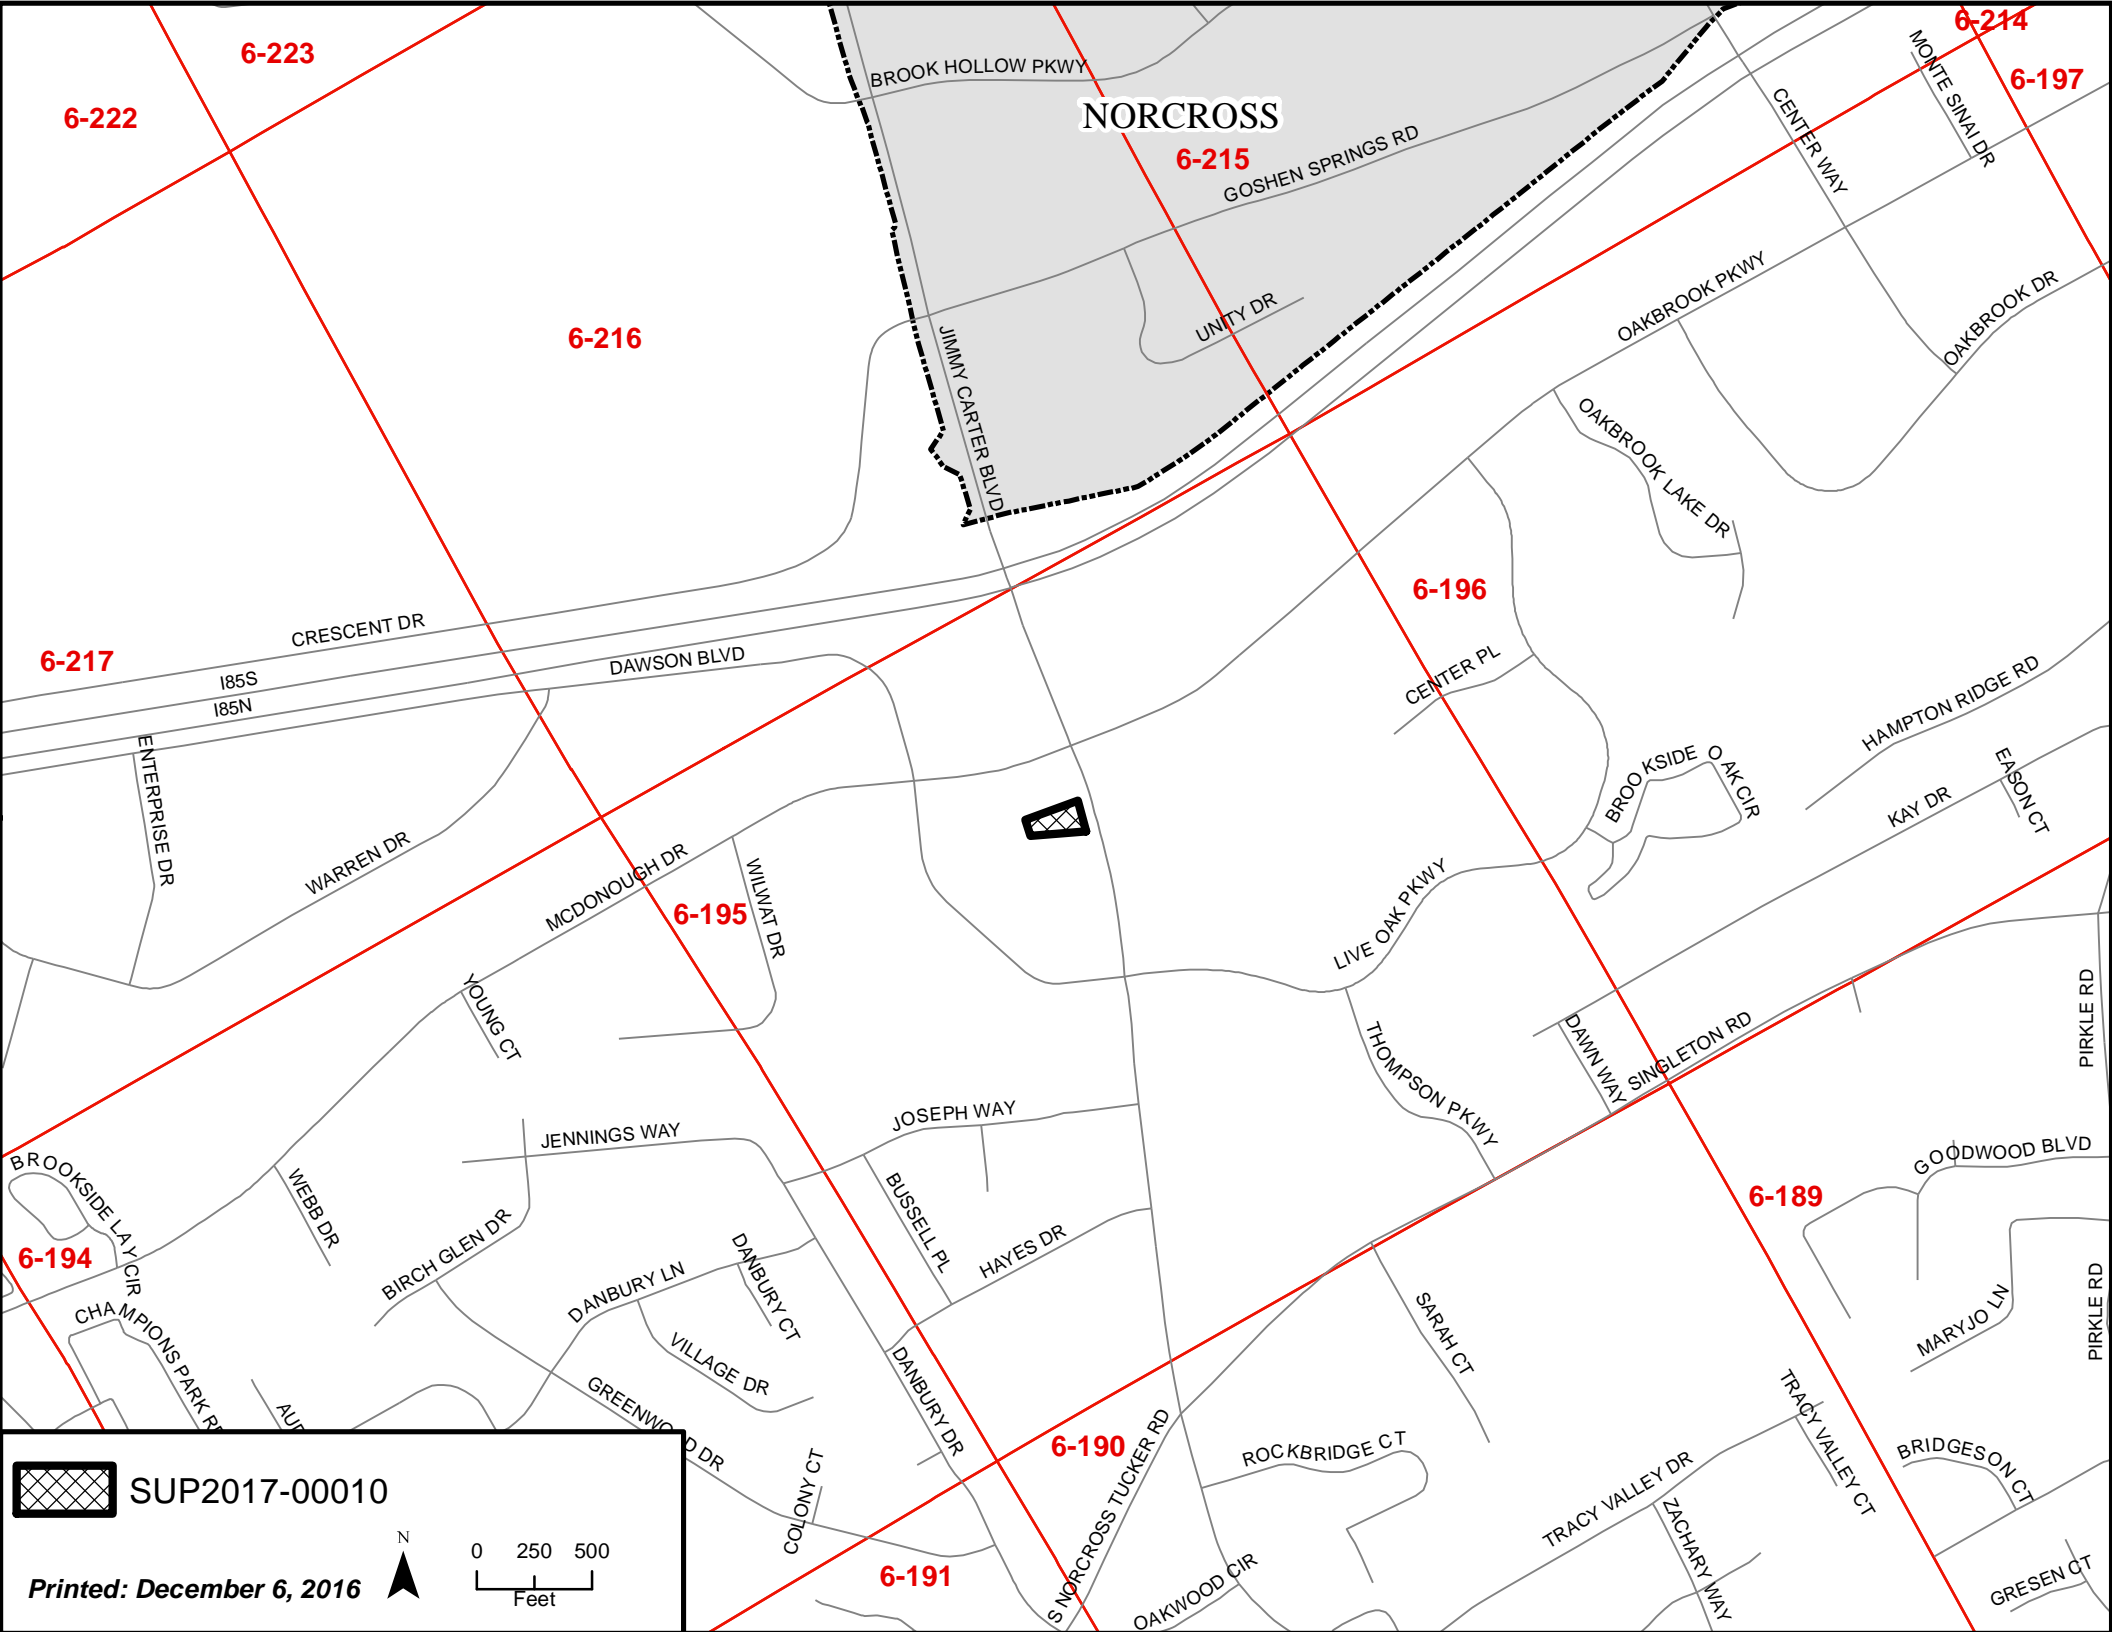 6-223
6-222
BROOK HOLLOW PKWY
NORCROSS
6-215
GOSHEN SPRINGS RD
6-214
6-197
MONTE SINAI DR
CENTER WAY
6-216
JIMMY CARTER BLVD
UNITY DR
OAKBROOK PKWY
OAKBROOK DR
OAKBROOK LAKE DR
6-217
CRESCENT DR
I85S
I85N
DAWSON BLVD
6-196
CENTER PL
HAMPTON RIDGE RD
BROOKSIDE OAK CIR
KAY DR
EASON CT
ENTERPRISE DR
WARREN DR
MCDONOUGH DR
6-195
WILWAT DR
LIVE OAK PKWY
YOUNG CT
THOMPSON PKWY
DAWN WAY
SINGLETON RD
PIRKLE RD
JENNINGS WAY
JOSEPH WAY
BROOKSIDE LAY CIR
WEBB DR
BUSSELL PL
HAYES DR
GOODWOOD BLVD
6-189
6-194
BIRCH GLEN DR
DANBURY LN
DANBURY CT
SARAH CT
MARYJO LN
PIRKLE RD
CHAMPIONS PARK
VILLAGE DR
GREENWOOD DR
DANBURY DR
6-190
S NORCROSS TUCKER RD
ROCKBRIDGE CT
TRACY VALLEY DR
TRACY VALLEY CT
BRIDGESON CT
COLONY CT
ZACHARY WAY
6-191
OAKWOOD CIR
GRESEN CT
SUP2017-00010
N
0 250 500
Feet
Printed: December 6, 2016